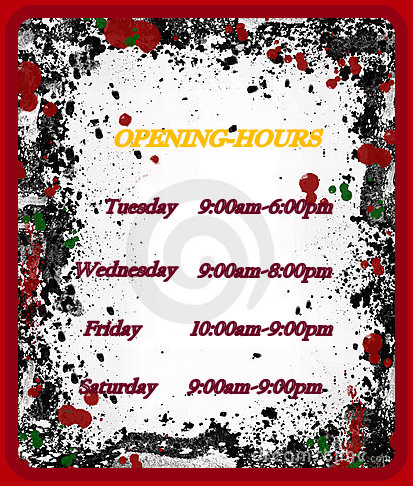 OPENING-HOURS
Tuesday 9:00am-6:00pm
Wednesday 9:00am-8:00pm
Friday 10:00am-9:00pm
Saturday 9:00am-9:00pm